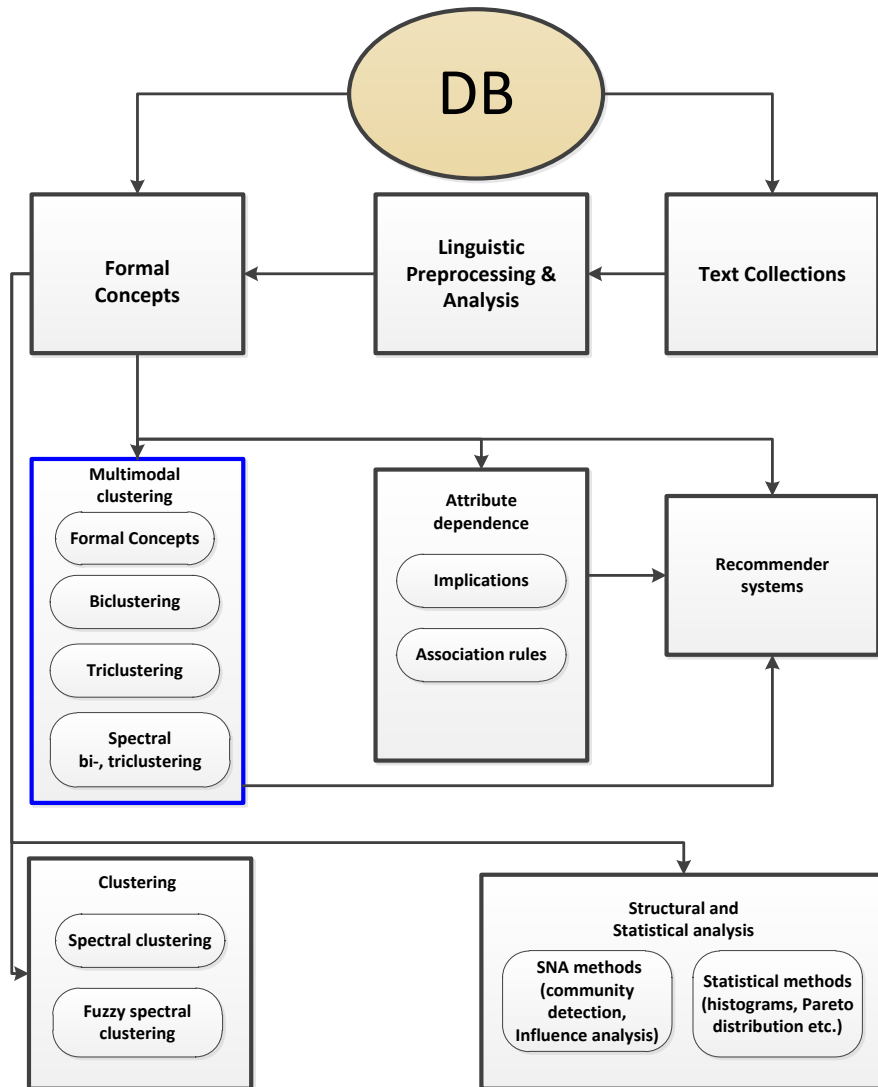 DB
Formal
Concepts
Linguistic
Preprocessing &
Analysis
Text Collections
Multimodal
clustering
Formal Concepts
Biclustering
Triclustering
Spectral
bi-, triclustering
Attribute
dependence
Implications
Association rules
Recommender
systems
Clustering
Spectral clustering
Fuzzy spectral
clustering
Structural and
Statistical analysis
SNA methods
(community
detection,
Influence analysis)
Statistical methods
(histograms, Pareto
distribution etc.)